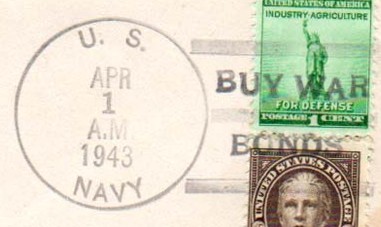 U. S.
APR
1
A.M
1943
NAVY
BUY WAR
BONDS
UNITED STATES OF AMERICA
INDUSTRY·AGRICULTURE
FOR DEFENSE
POSTAGE 1 CENT
UNITED STATES POSTAGE